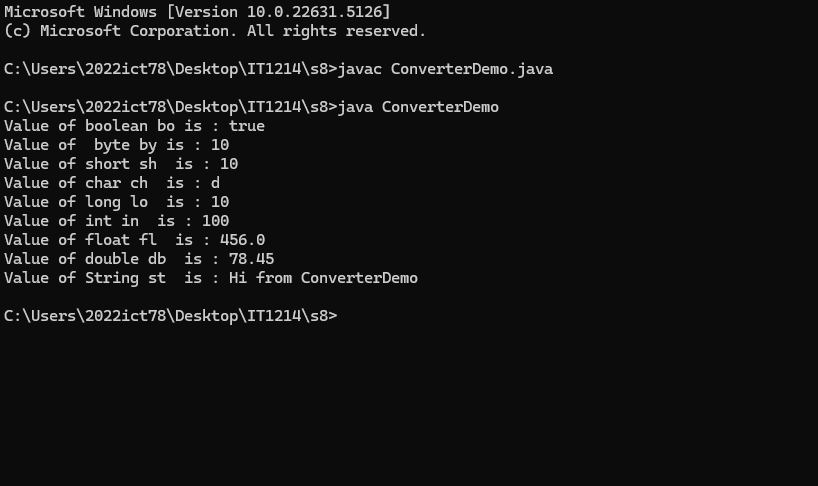 Microsoft Windows [Version 10.0.22631.5126]
(c) Microsoft Corporation. All rights reserved.
C:\Users\2022ict78\Desktop\IT1214\s8>javac ConverterDemo.java
C:\Users\2022ict78\Desktop\IT1214\s8>java ConverterDemo
Value of boolean bo is : true
Value of  byte by is : 10
Value of short sh  is : 10
Value of char ch  is : d
Value of long lo  is : 10
Value of int in  is : 100
Value of float fl  is : 456.0
Value of double db  is : 78.45
Value of String st  is : Hi from ConverterDemo
C:\Users\2022ict78\Desktop\IT1214\s8>